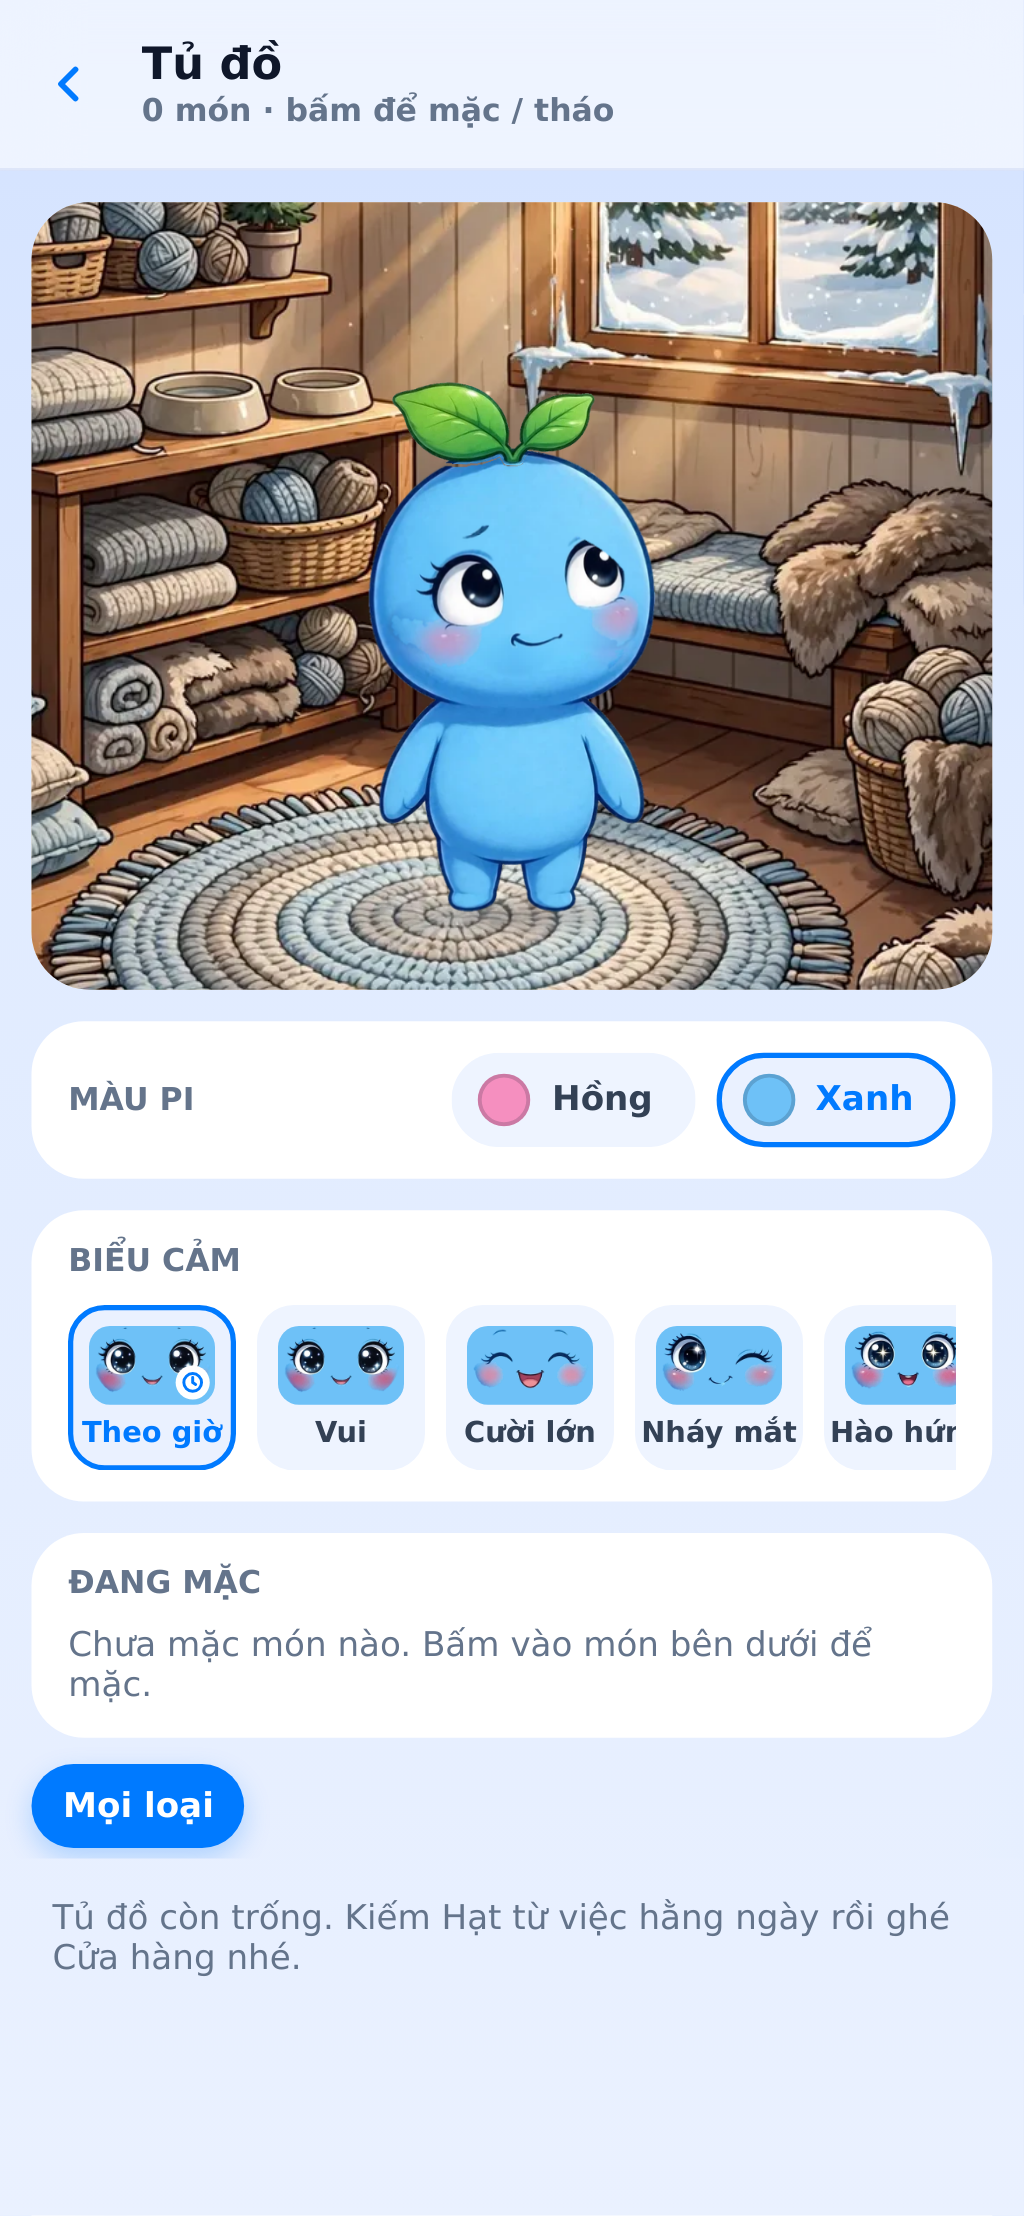 Tủ đồ
0 món · bấm để mặc / tháo
MÀU PI
Hồng
Xanh
BIỂU CẢM
Theo giờ
Vui
Cười lớn
Nháy mắt
Hào hứn
ĐANG MẶC
Chưa mặc món nào. Bấm vào món bên dưới để
mặc.
Mọi loại
Tủ đồ còn trống. Kiếm Hạt từ việc hằng ngày rồi ghé
Cửa hàng nhé.